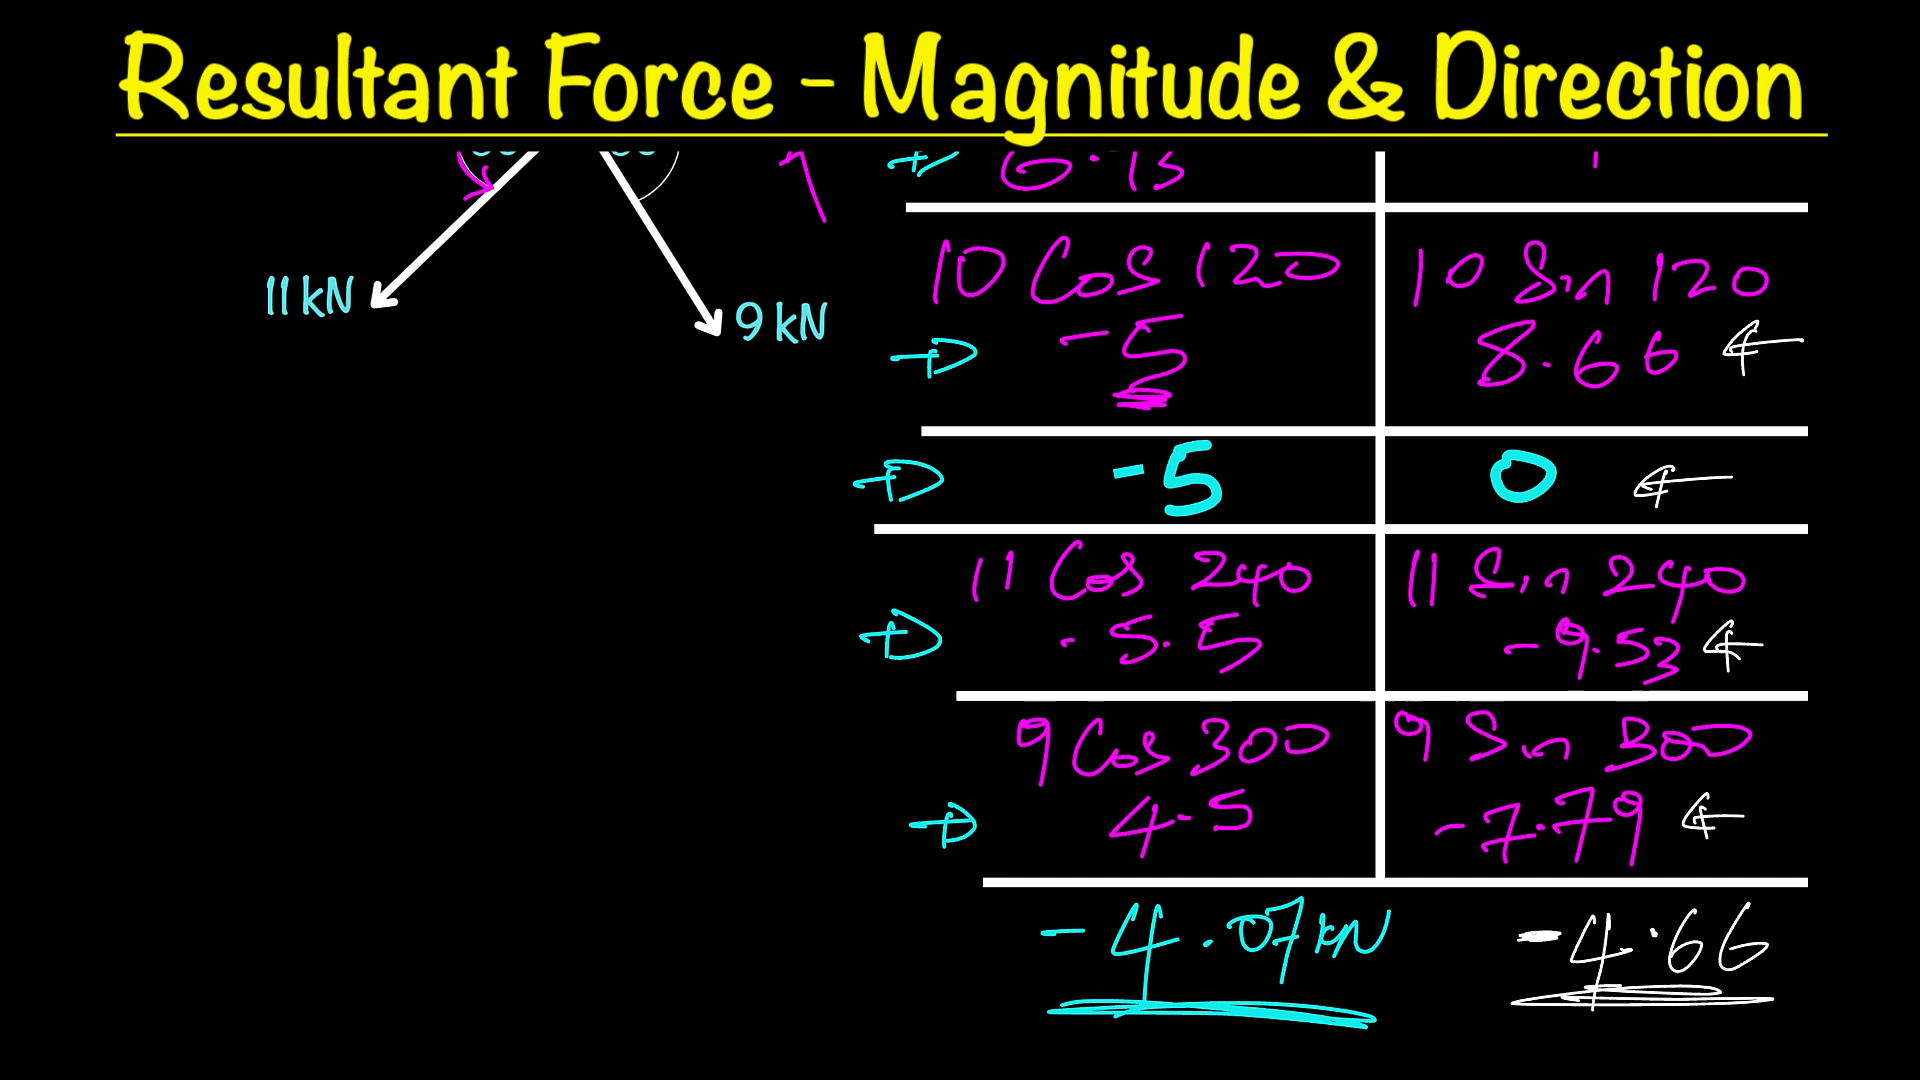 Resultant Force - Magnitude & Direction
10 Cos 120 10 Sin 120
-5 8.66
-5 0
11 Cos 240 11 Sin 240
-5.5 -9.53
9 Cos 300 9 Sin 300
4.5 -7.79
-4.07 kN -4.66
11 kN
9 kN